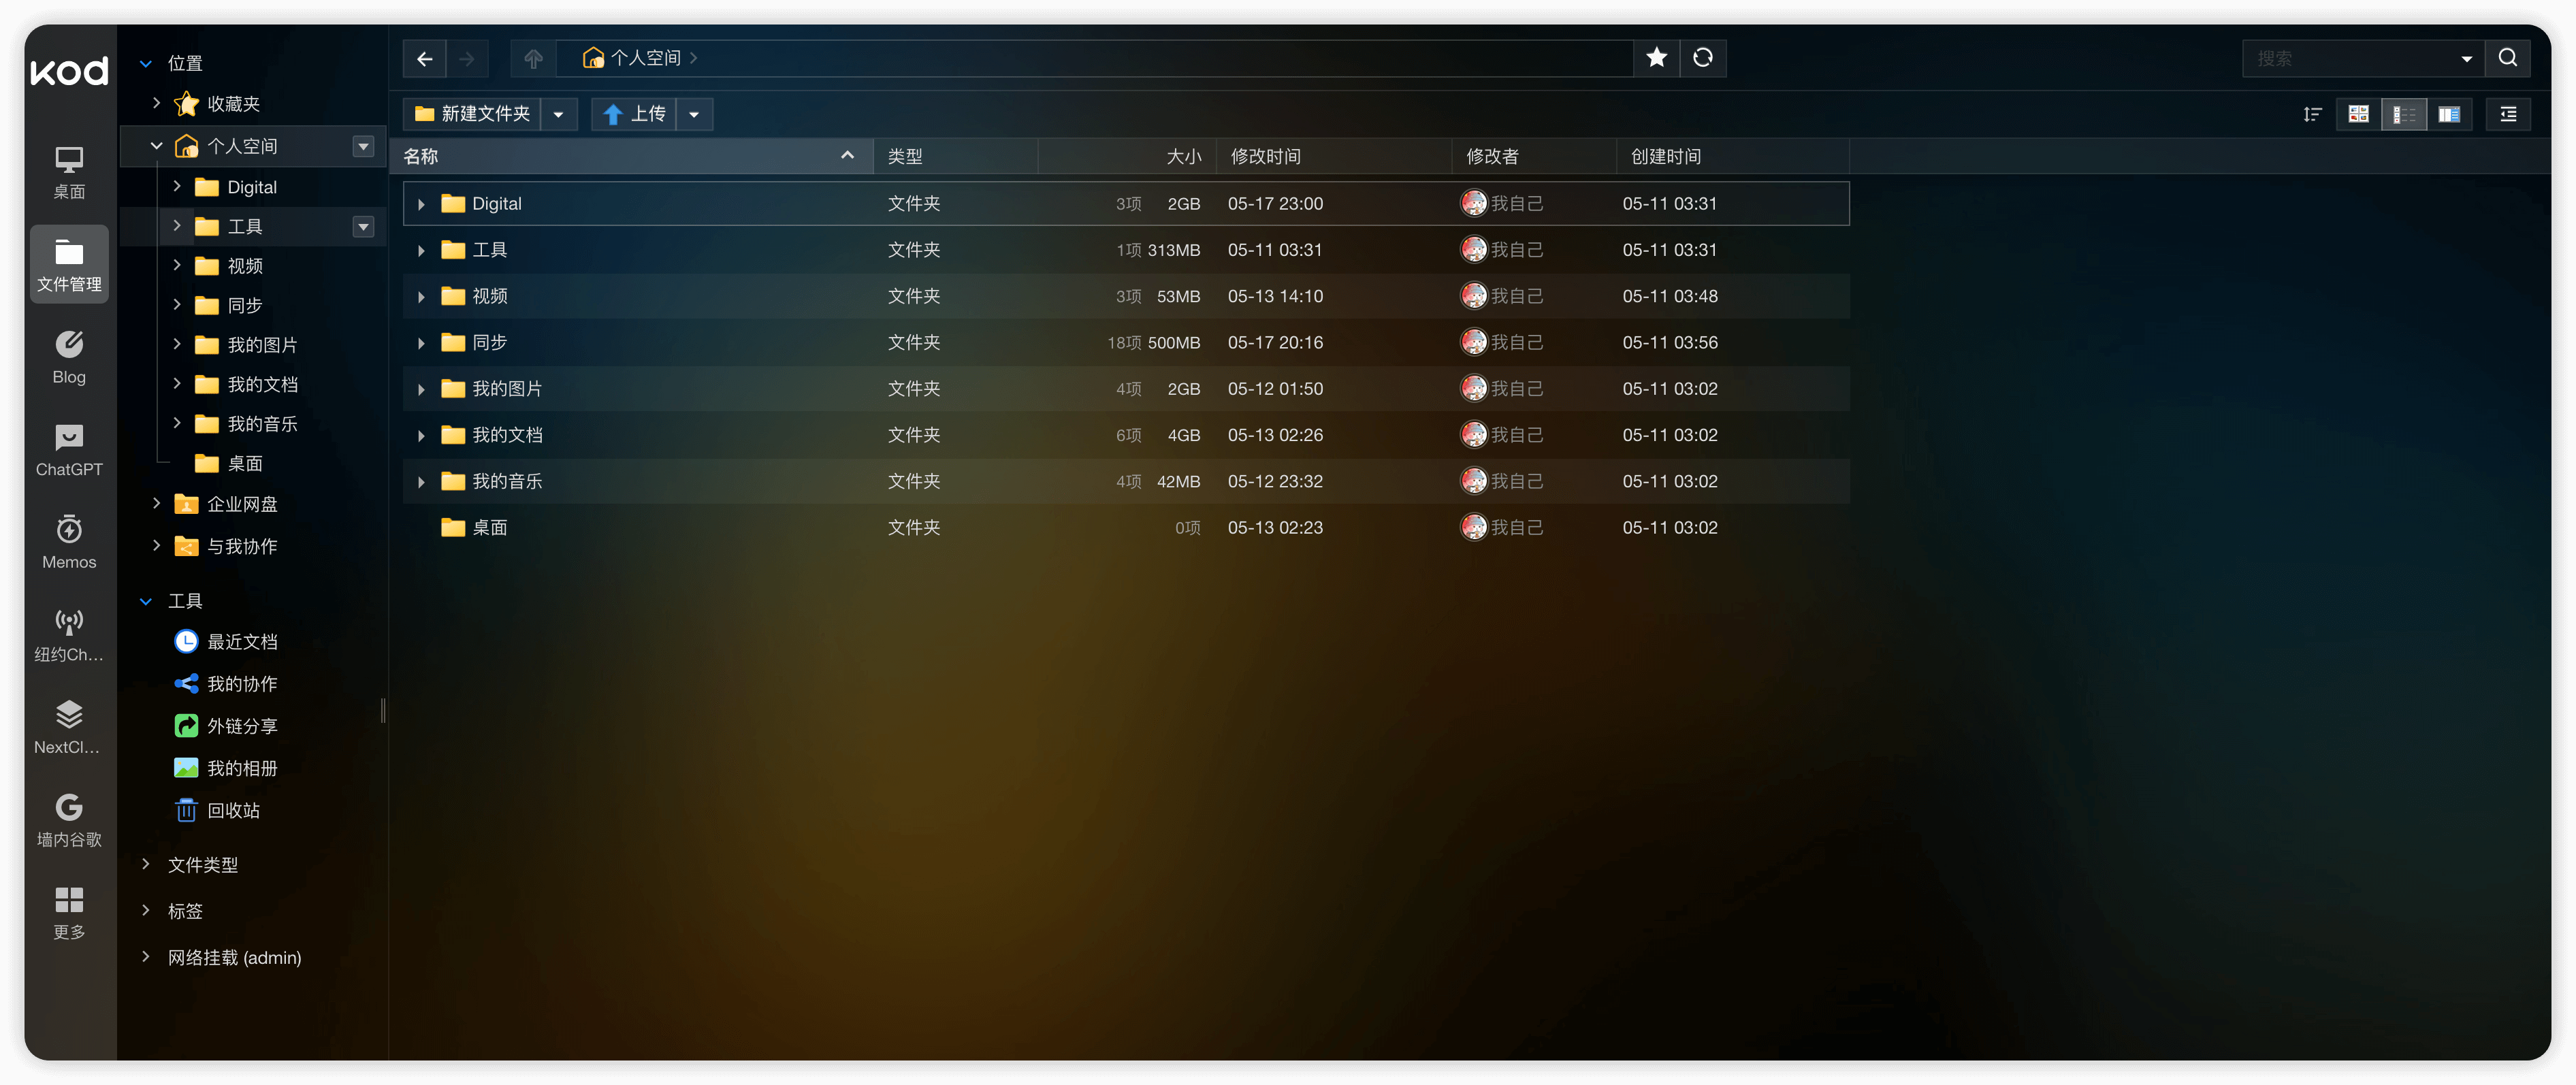 kod
桌面
文件管理
Blog
ChatGPT
Memos
纽约Ch...
NextCl...
墙内谷歌
更多
位置
收藏夹
个人空间
Digital
工具
视频
同步
我的图片
我的文档
我的音乐
桌面
企业网盘
与我协作
工具
最近文档
我的协作
外链分享
我的相册
回收站
文件类型
标签
网络挂载 (admin)
个人空间
搜索
新建文件夹 上传
名称 类型 大小 修改时间 修改者 创建时间
Digital 文件夹 3项 2GB 05-17 23:00 我自己 05-11 03:31
工具 文件夹 1项 313MB 05-11 03:31 我自己 05-11 03:31
视频 文件夹 3项 53MB 05-13 14:10 我自己 05-11 03:48
同步 文件夹 18项 500MB 05-17 20:16 我自己 05-11 03:56
我的图片 文件夹 4项 2GB 05-12 01:50 我自己 05-11 03:02
我的文档 文件夹 6项 4GB 05-13 02:26 我自己 05-11 03:02
我的音乐 文件夹 4项 42MB 05-12 23:32 我自己 05-11 03:02
桌面 文件夹 0项 05-13 02:23 我自己 05-11 03:02